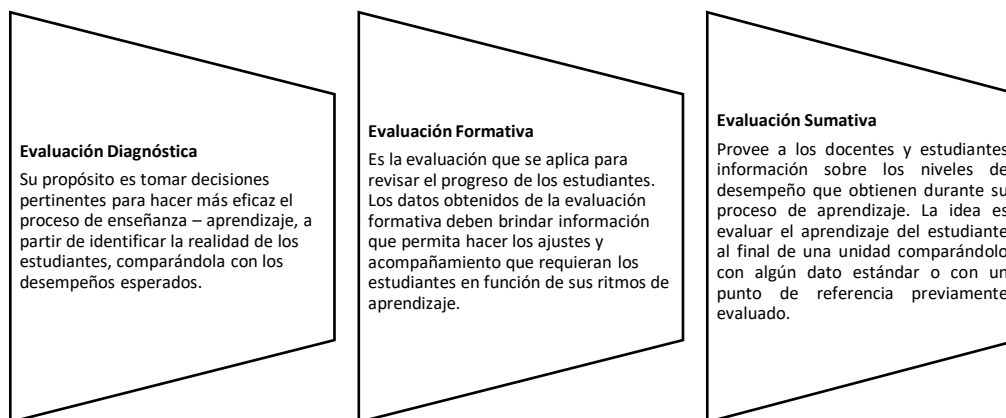 Evaluación Diagnóstica
Su propósito es tomar decisiones
pertinentes para hacer más eficaz el
proceso de enseñanza – aprendizaje, a
partir de identificar la realidad de los
estudiantes, comparándola con los
desempeños esperados.
Evaluación Formativa
Es la evaluación que se aplica para
revisar el progreso de los estudiantes.
Los datos obtenidos de la evaluación
formativa deben brindar información
que permita hacer los ajustes y
acompañamiento que requieran los
estudiantes en función de sus ritmos de
aprendizaje.
Evaluación Sumativa
Provee a los docentes y estudiantes
información sobre los niveles de
desempeño que obtienen durante su
proceso de aprendizaje. La idea es
evaluar el aprendizaje del estudiante
al final de una unidad comparándolo
con algún dato estándar o con un
punto de referencia previamente
evaluado.